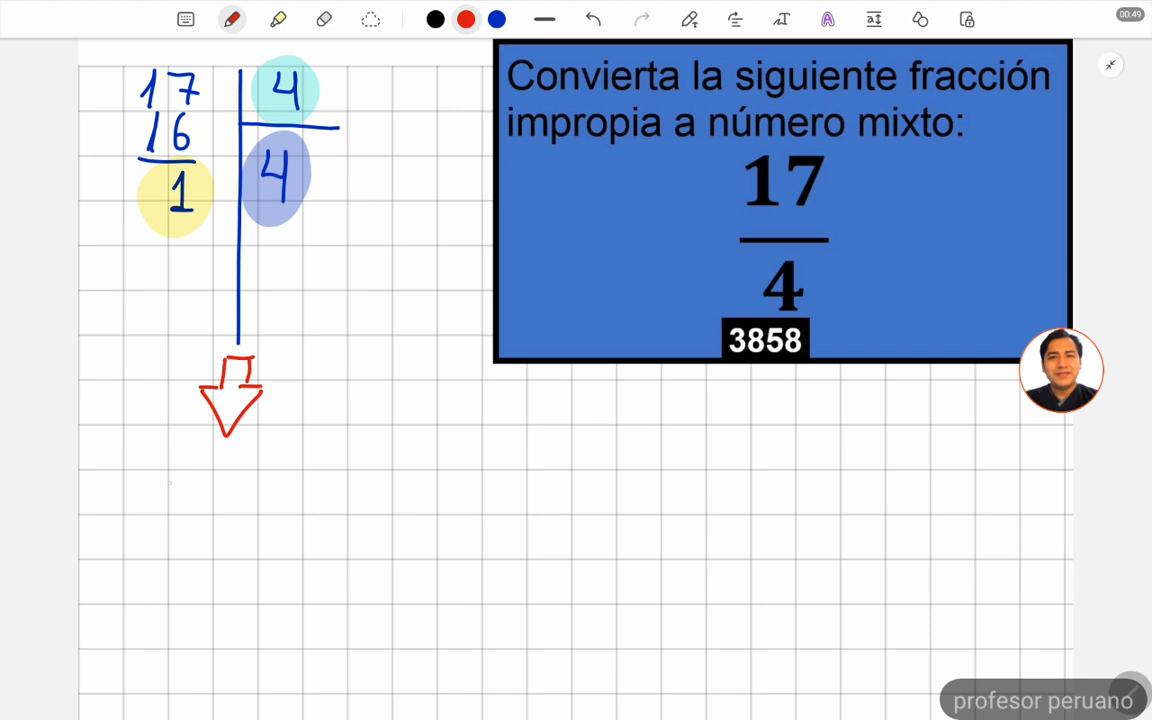 00:49
17 4
16 4
1
Convierta la siguiente fracción
impropia a número mixto:
17
4
3858
profesor peruano